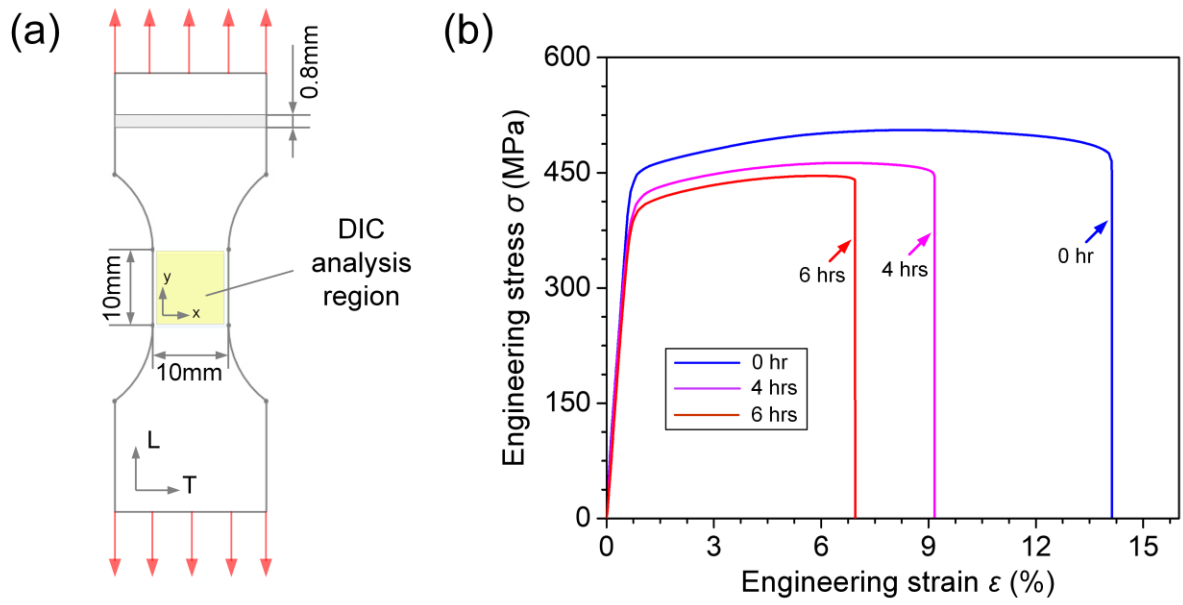 (a)
0.8mm
DIC
analysis
region
10mm
y
x
10mm
L
T
(b)
600
450
300
150
0
Engineering stress σ (MPa)
6 hrs
4 hrs
0 hr
0 hr
4 hrs
6 hrs
0
3
6
9
12
15
Engineering strain ε (%)